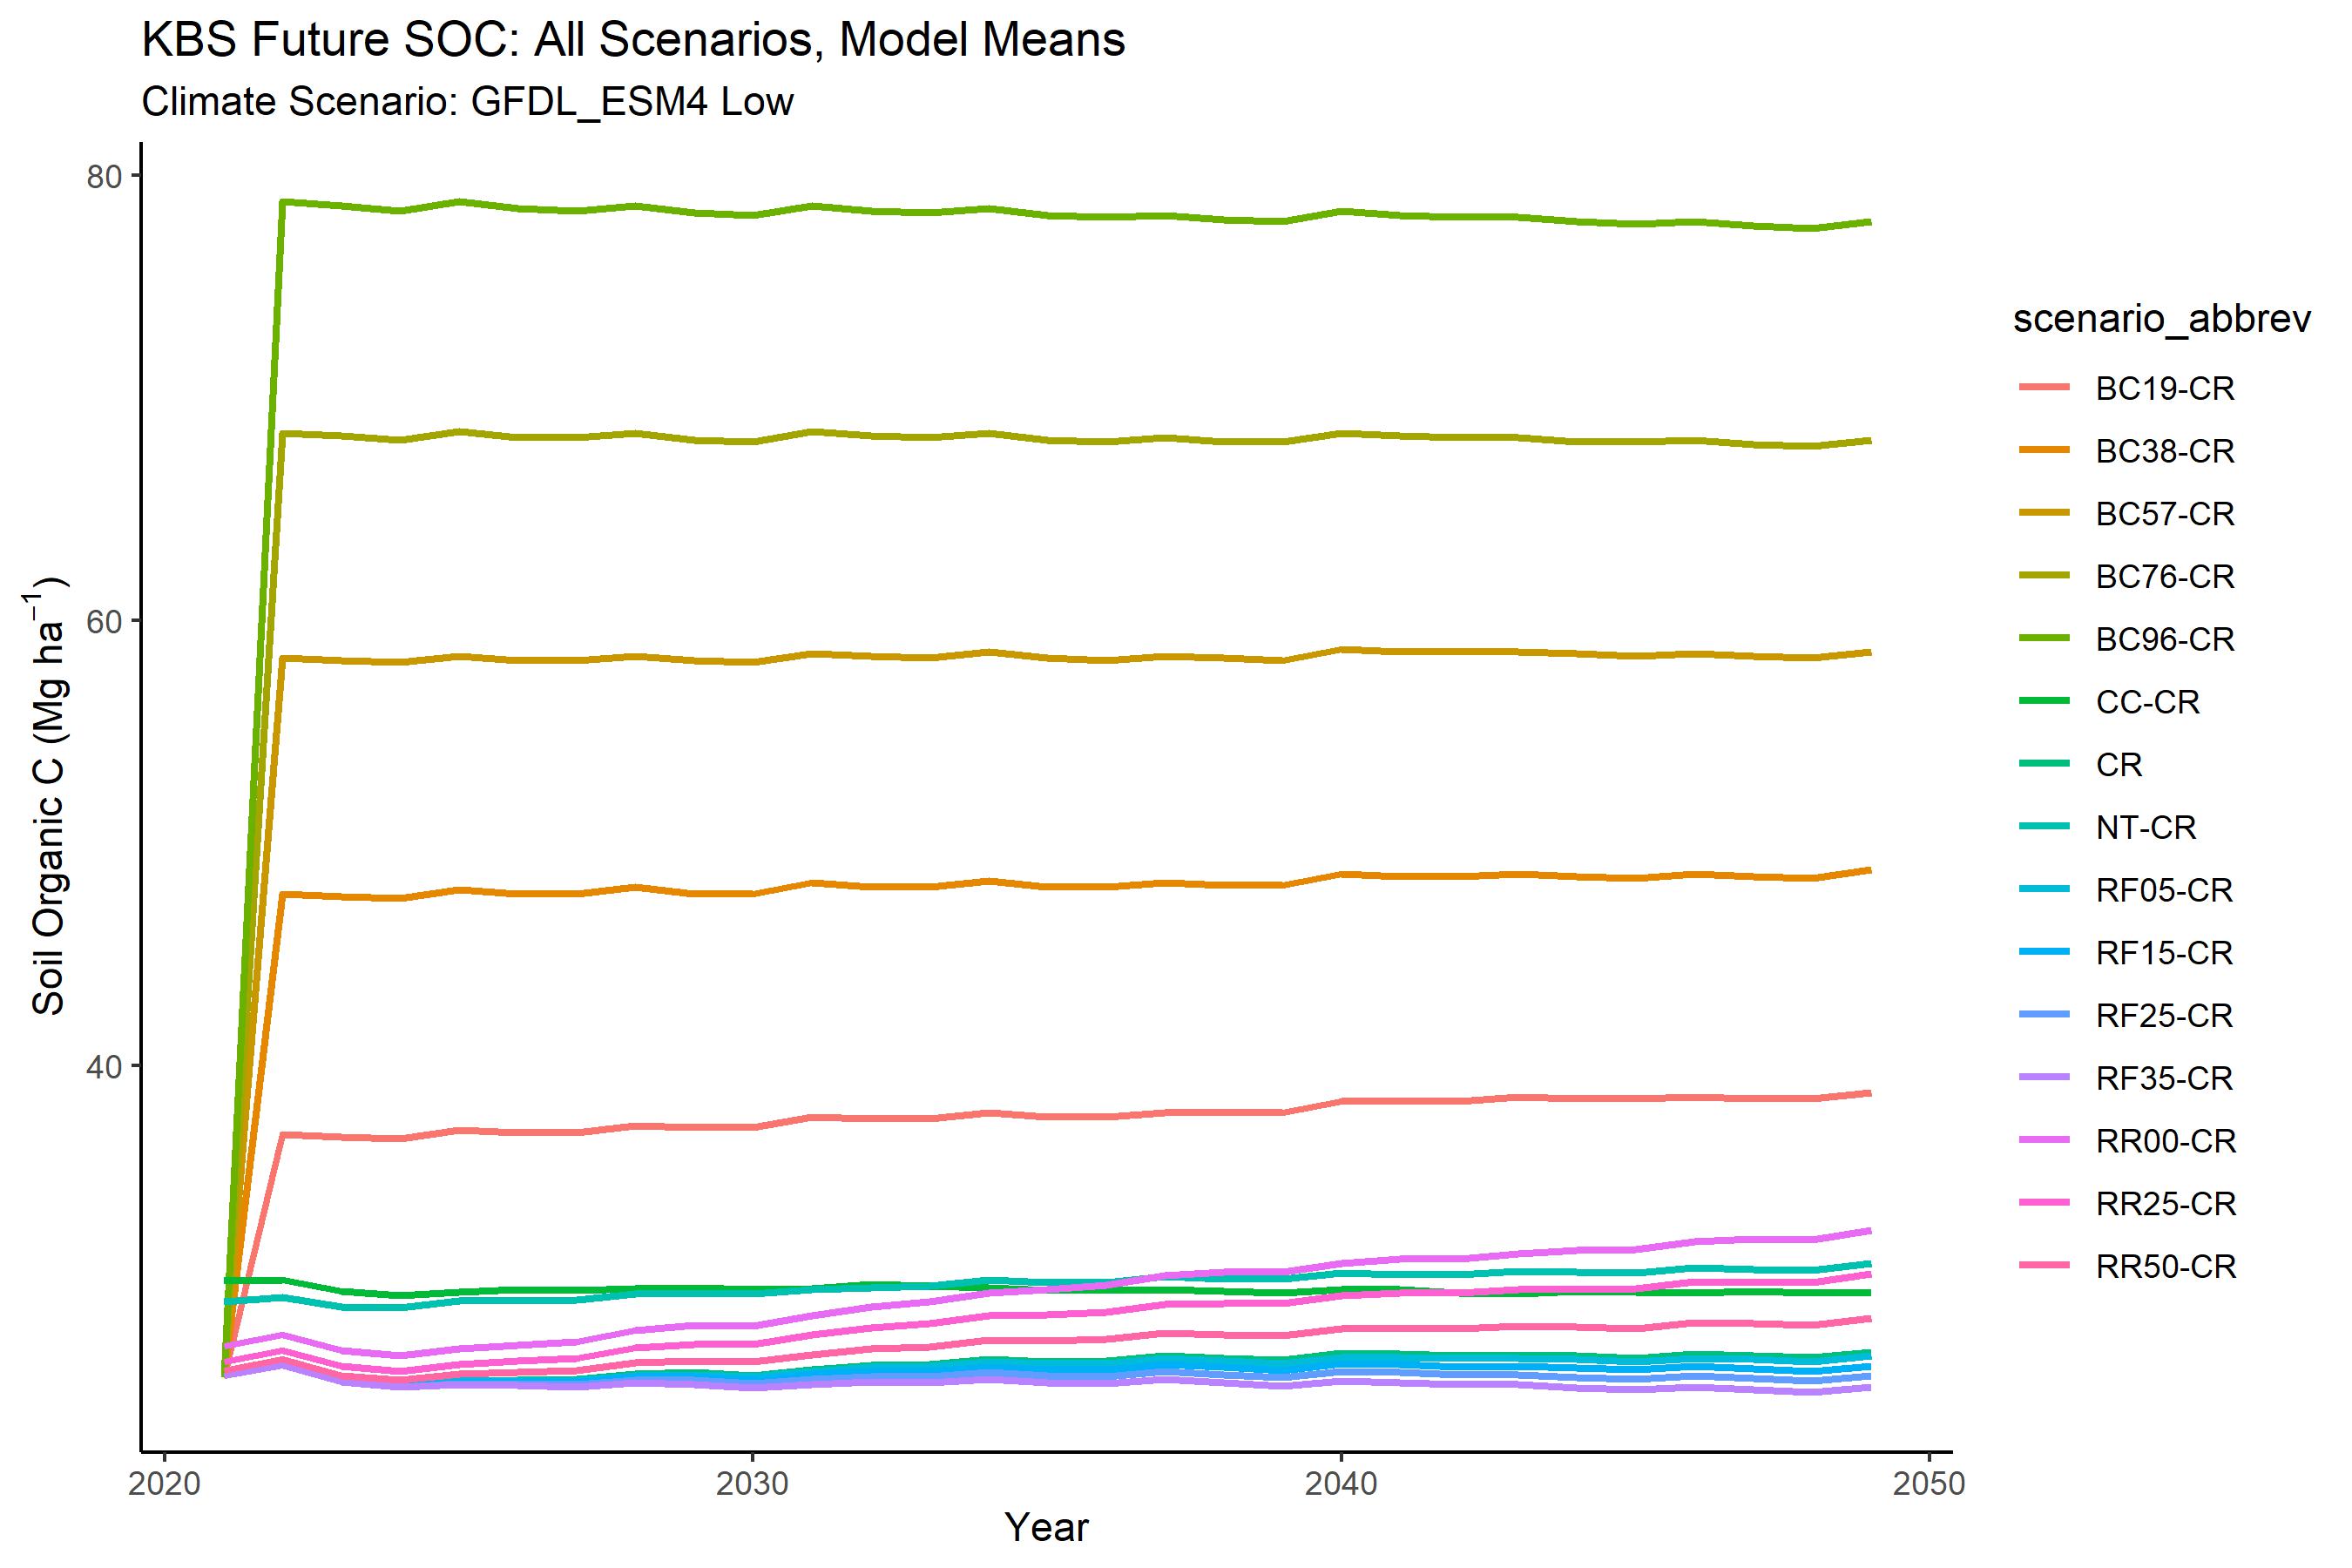 KBS Future SOC: All Scenarios, Model Means
Climate Scenario: GFDL_ESM4 Low
80
60
40
Soil Organic C (Mg ha⁻¹)
2020
2030
2040
2050
Year
scenario_abbrev
BC19-CR
BC38-CR
BC57-CR
BC76-CR
BC96-CR
CC-CR
CR
NT-CR
RF05-CR
RF15-CR
RF25-CR
RF35-CR
RR00-CR
RR25-CR
RR50-CR